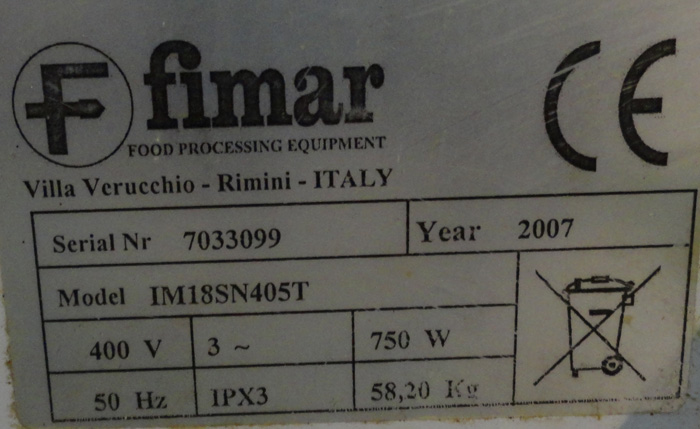 F fimar CE
FOOD PROCESSING EQUIPMENT
Villa Verucchio - Rimini - ITALY
Serial Nr 7033099 Year 2007
Model IM18SN405T
400 V 3 ~ 750 W
50 Hz IPX3 58,20 Kg